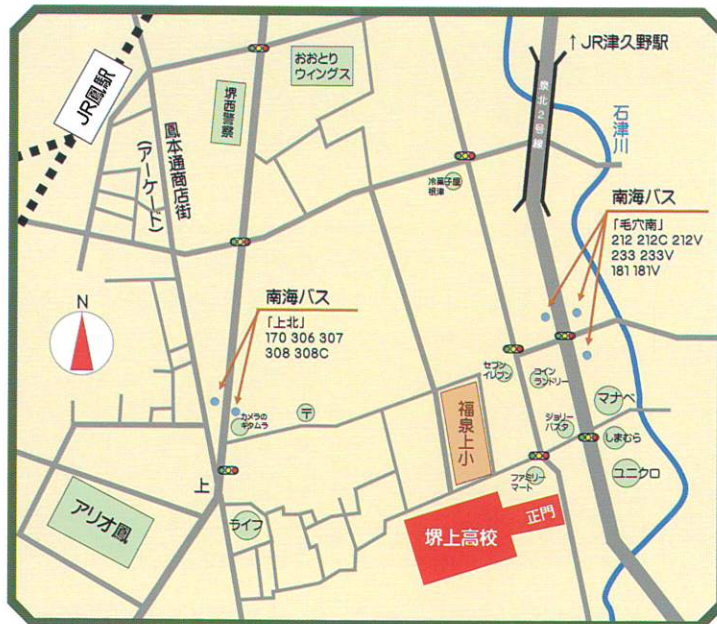 ↑JR津久野駅
JR鳳駅
おおとり
ウィングス
堺西警察
泉北2号線
石津川
鳳本通商店街
(アーケード)
冷菓子屋
根津
南海バス
「毛穴南」
212 212C 212V
233 233V
181 181V
N
南海バス
「上北」
170 306 307
308 308C
セブン
イレブン
コイン
ランドリー
マナベ
カメラの
キタムラ
〒
福泉上小
ジョリー
パスタ
しまむら
上
ファミリー
マート
ユニクロ
アリオ鳳
ライフ
堺上高校
正門